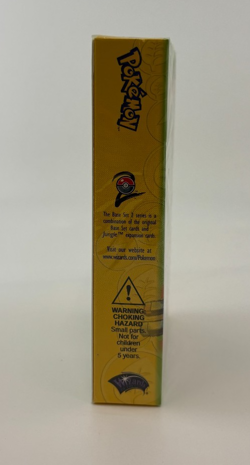 POKéMON
The Base Set 2 series is a
combination of the original
Base Set cards and
Jungle™ expansion cards.
Visit our website at
www.wizards.com/Pokemon
WARNING:
CHOKING
HAZARD
Small parts.
Not for
children
under
5 years.